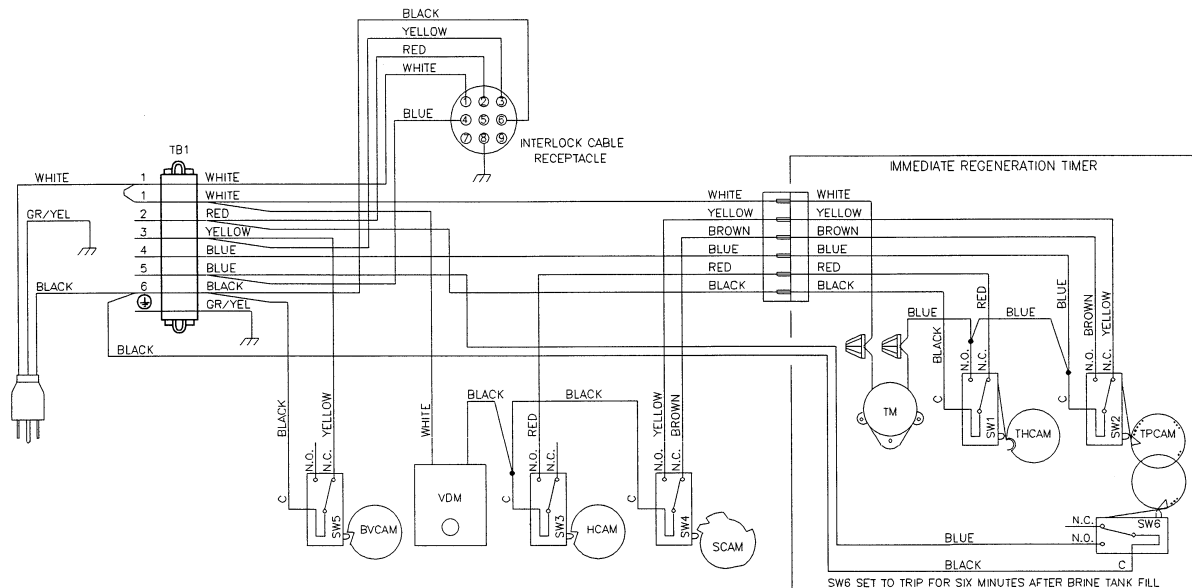 BLACK
YELLOW
RED
WHITE
BLUE
1 2 3
4 5 6
7 8 9
INTERLOCK CABLE
RECEPTACLE
TB1
IMMEDIATE REGENERATION TIMER
WHITE 1 WHITE
1 WHITE
GR/YEL
2 RED
3 YELLOW
4 BLUE
5 BLUE
BLACK 6 BLACK
GR/YEL
BLACK
WHITE WHITE
YELLOW YELLOW
BROWN BROWN
BLUE BLUE
RED RED
BLACK BLACK
BLUE
BLACK
RED
BLUE
BLUE
BROWN
YELLOW
N.O.
N.C.
N.O.
N.C.
C
C
TM
SW1
THCAM
SW2
TPCAM
BLACK
YELLOW
WHITE
BLACK
RED
BLACK
YELLOW
BROWN
N.O.
N.C.
N.O.
N.C.
N.O.
N.C.
C
C
C
SW5
BVCAM
VDM
SW3
HCAM
SW4
SCAM
N.C.
N.O.
SW6
BLUE
BLACK
C
SW6 SET TO TRIP FOR SIX MINUTES AFTER BRINE TANK FILL